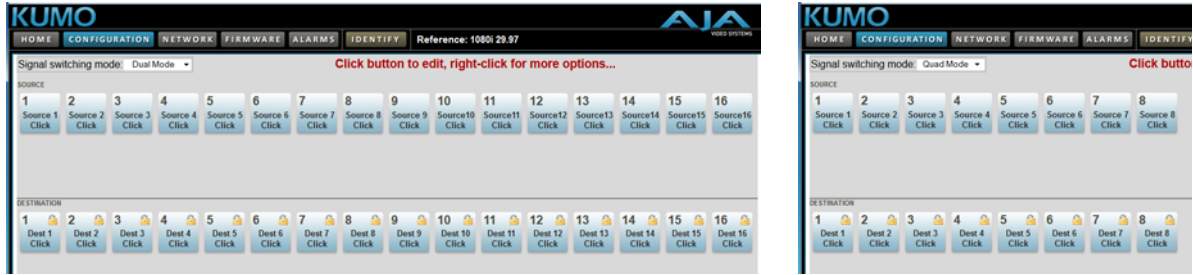 KUMO
AJA
VIDEO SYSTEMS
HOME CONFIGURATION NETWORK FIRMWARE ALARMS IDENTIFY Reference: 1080i 29.97
Signal switching mode: Dual Mode Click button to edit, right-click for more options...
SOURCE
1 2 3 4 5 6 7 8 9 10 11 12 13 14 15 16
Source 1 Source 2 Source 3 Source 4 Source 5 Source 6 Source 7 Source 8 Source 9 Source10 Source11 Source12 Source13 Source14 Source15 Source16
Click Click Click Click Click Click Click Click Click Click Click Click Click Click Click Click
DESTINATION
1 2 3 4 5 6 7 8 9 10 11 12 13 14 15 16
Dest 1 Dest 2 Dest 3 Dest 4 Dest 5 Dest 6 Dest 7 Dest 8 Dest 9 Dest 10 Dest 11 Dest 12 Dest 13 Dest 14 Dest 15 Dest 16
Click Click Click Click Click Click Click Click Click Click Click Click Click Click Click Click
KUMO
HOME CONFIGURATION NETWORK FIRMWARE ALARMS IDENTIFY
Signal switching mode: Quad Mode Click butto
SOURCE
1 2 3 4 5 6 7 8
Source 1 Source 2 Source 3 Source 4 Source 5 Source 6 Source 7 Source 8
Click Click Click Click Click Click Click Click
DESTINATION
1 2 3 4 5 6 7 8
Dest 1 Dest 2 Dest 3 Dest 4 Dest 5 Dest 6 Dest 7 Dest 8
Click Click Click Click Click Click Click Click